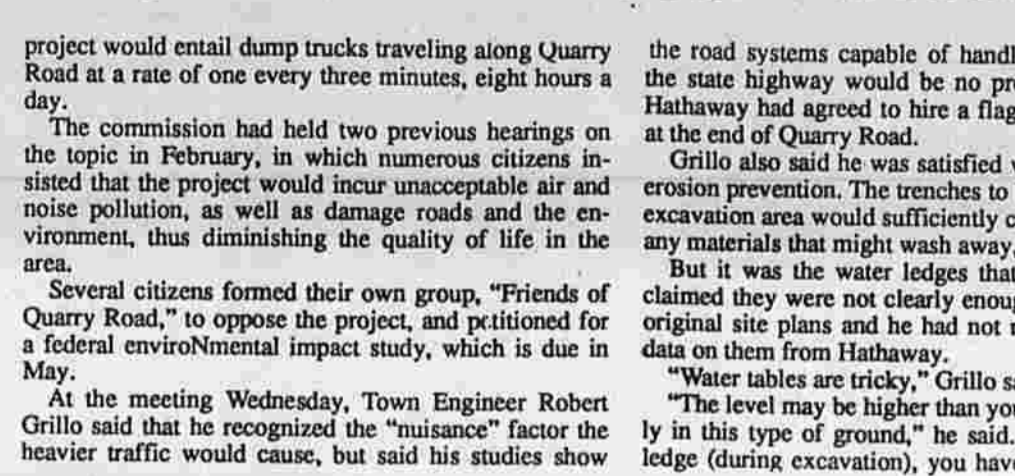 project would entail dump trucks traveling along Quarry
Road at a rate of one every three minutes, eight hours a
day.
The commission had held two previous hearings on
the topic in February, in which numerous citizens in-
sisted that the project would incur unacceptable air and
noise pollution, as well as damage roads and the en-
vironment, thus diminishing the quality of life in the
area.
Several citizens formed their own group, “Friends of
Quarry Road,” to oppose the project, and petitioned for
a federal enviroNmental impact study, which is due in
May.
At the meeting Wednesday, Town Engineer Robert
Grillo said that he recognized the “nuisance” factor the
heavier traffic would cause, but said his studies show
the road systems capable of
the state highway would be no
Hathaway had agreed to hire a
at the end of Quarry Road.
Grillo also said he was satisfied
erosion prevention. The trenches to
excavation area would sufficiently
any materials that might wash away.
But it was the water ledges
claimed they were not clearly
original site plans and he had not
data on them from Hathaway.
“Water tables are tricky,” Grillo
“The level may be higher than
ly in this type of ground,” he said.
ledge (during excavation), you